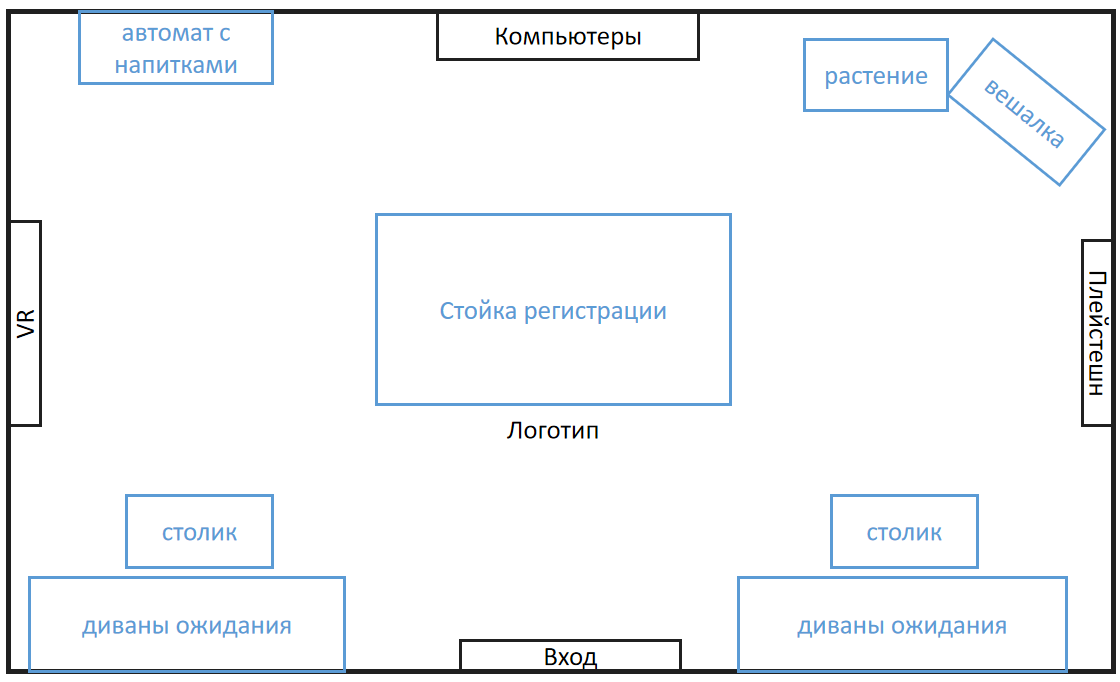 автомат с
напитками
Компьютеры
растение
вешалка
VR
Стойка регистрации
Плейстешн
Логотип
столик
столик
диваны ожидания
диваны ожидания
Вход